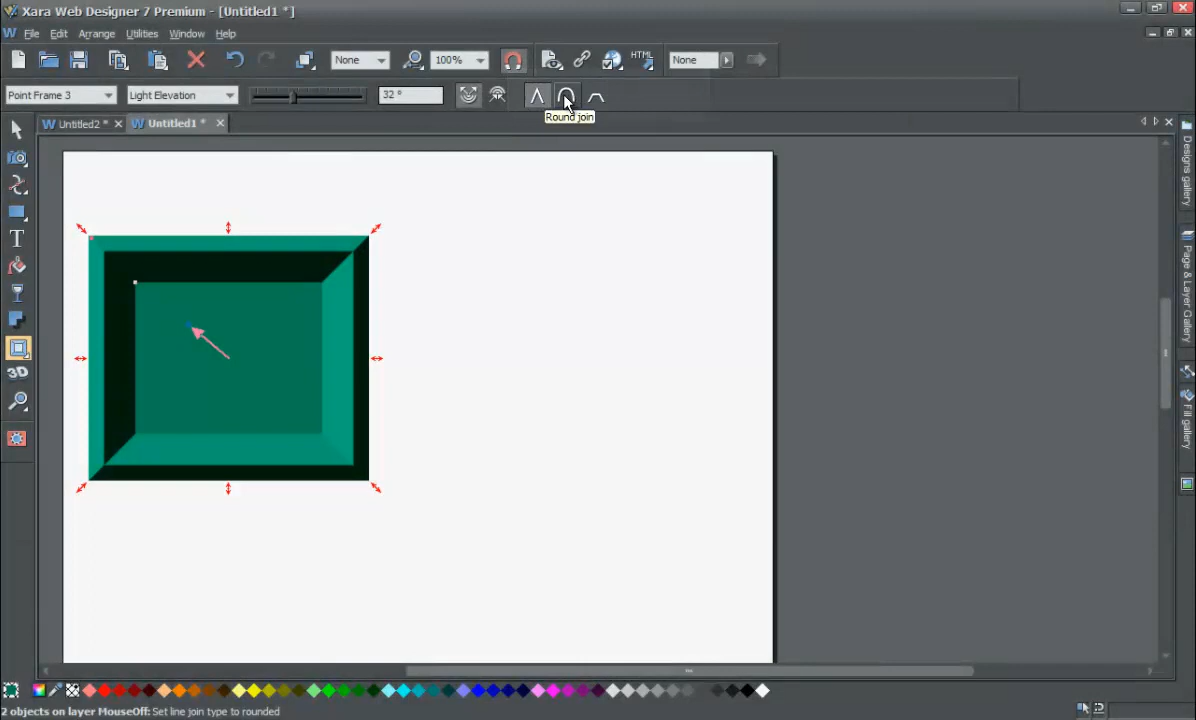 Xara Web Designer 7 Premium - [Untitled1 *]
File Edit Arrange Utilities Window Help
None 100% HTML None
Point Frame 3 Light Elevation 32 °
Round join
Untitled2 * Untitled1 *
Designs gallery
T
Page & Layer Gallery
3D
Fill gallery
2 objects on layer MouseOff: Set line join type to rounded